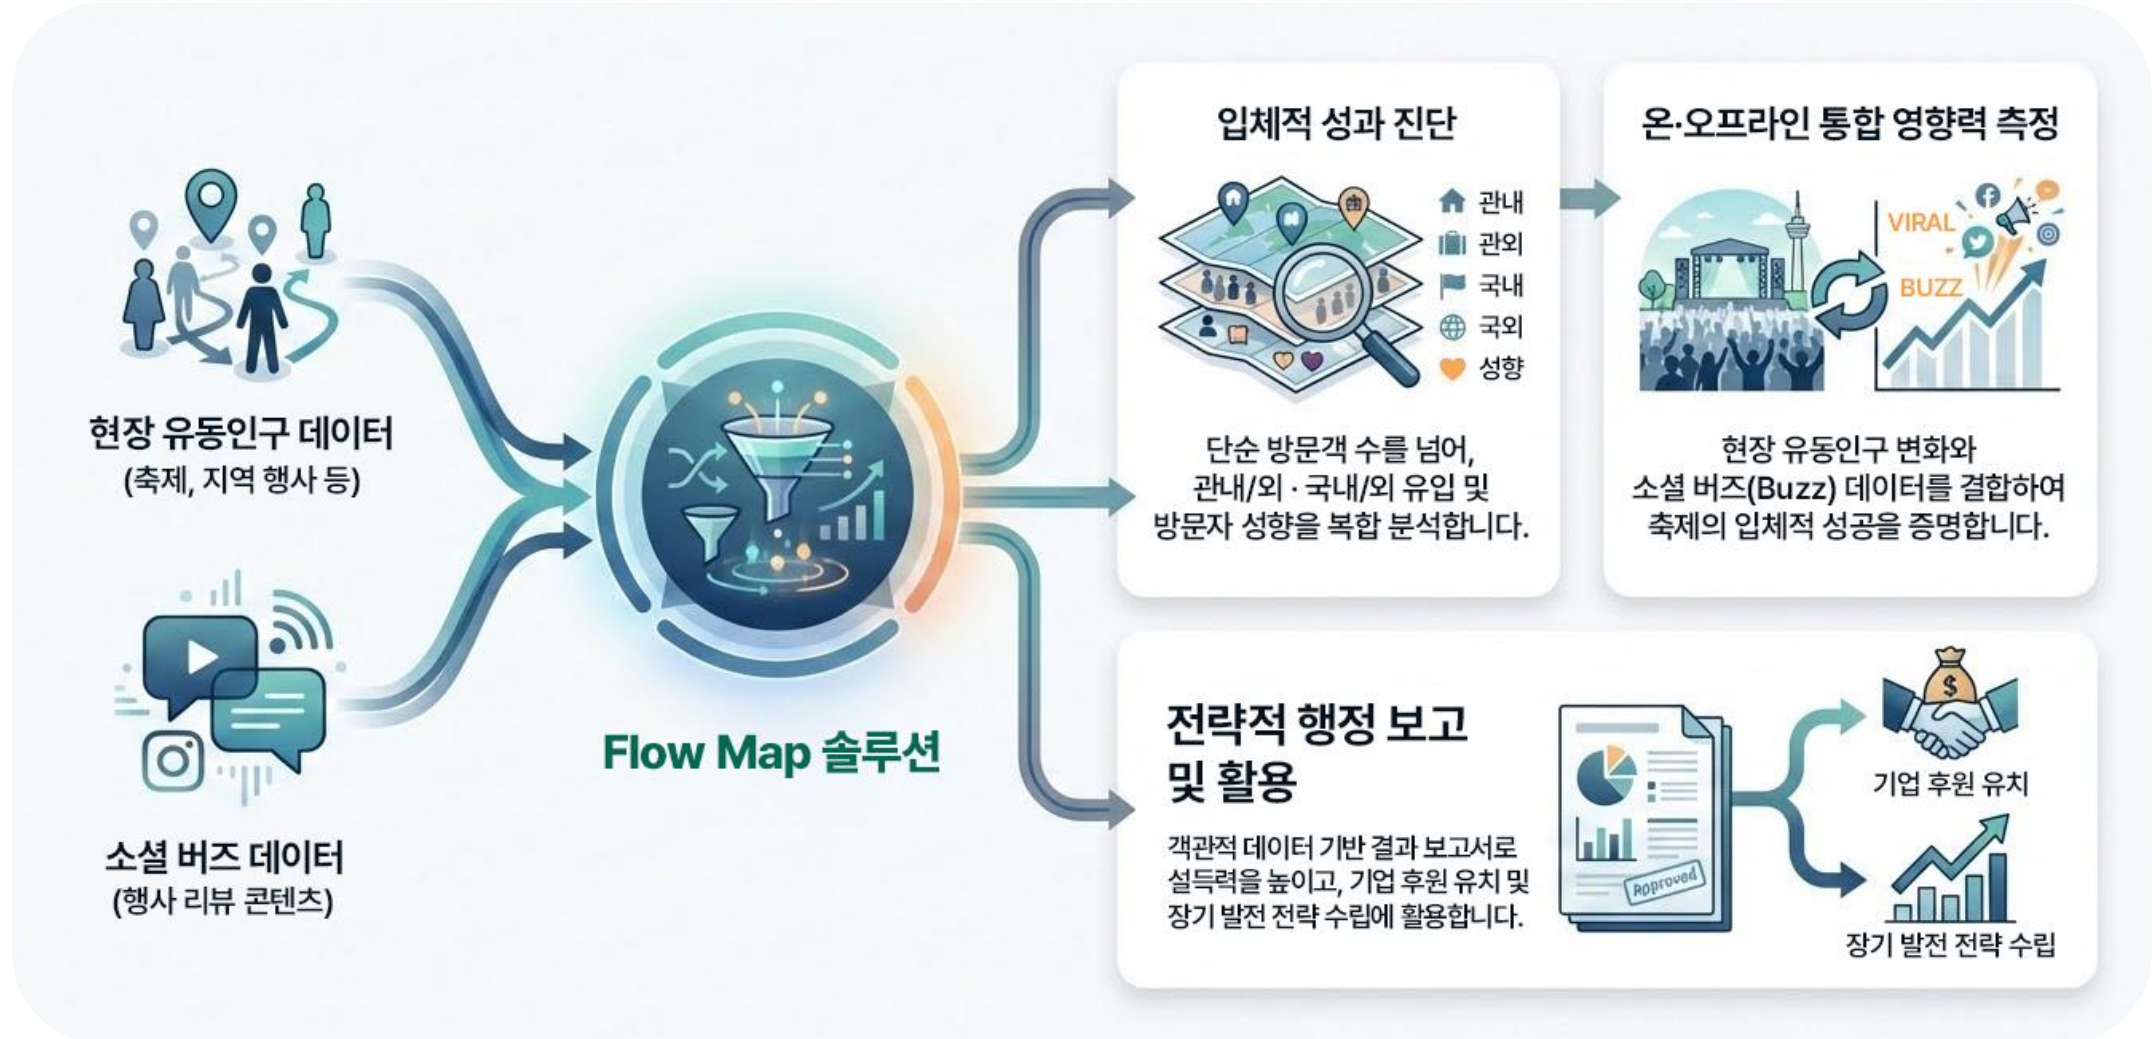 현장 유동인구 데이터
(축제, 지역 행사 등)
소셜 버즈 데이터
(행사 리뷰 콘텐츠)
Flow Map 솔루션
입체적 성과 진단
관내
관외
국내
국외
성향
단순 방문객 수를 넘어,
관내/외 · 국내/외 유입 및
방문자 성향을 복합 분석합니다.
온·오프라인 통합 영향력 측정
VIRAL
BUZZ
현장 유동인구 변화와
소셜 버즈(Buzz) 데이터를 결합하여
축제의 입체적 성공을 증명합니다.
전략적 행정 보고
및 활용
객관적 데이터 기반 결과 보고서로
설득력을 높이고, 기업 후원 유치 및
장기 발전 전략 수립에 활용합니다.
Approved
기업 후원 유치
장기 발전 전략 수립